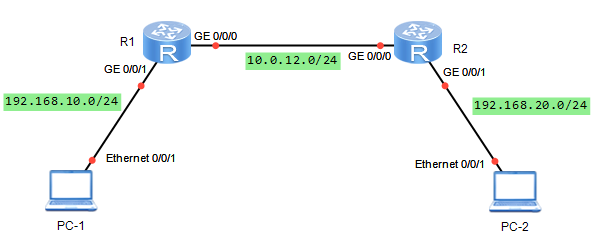 R1
GE 0/0/0
10.0.12.0/24
GE 0/0/0
R2
GE 0/0/1
GE 0/0/1
192.168.10.0/24
192.168.20.0/24
Ethernet 0/0/1
Ethernet 0/0/1
PC-1
PC-2